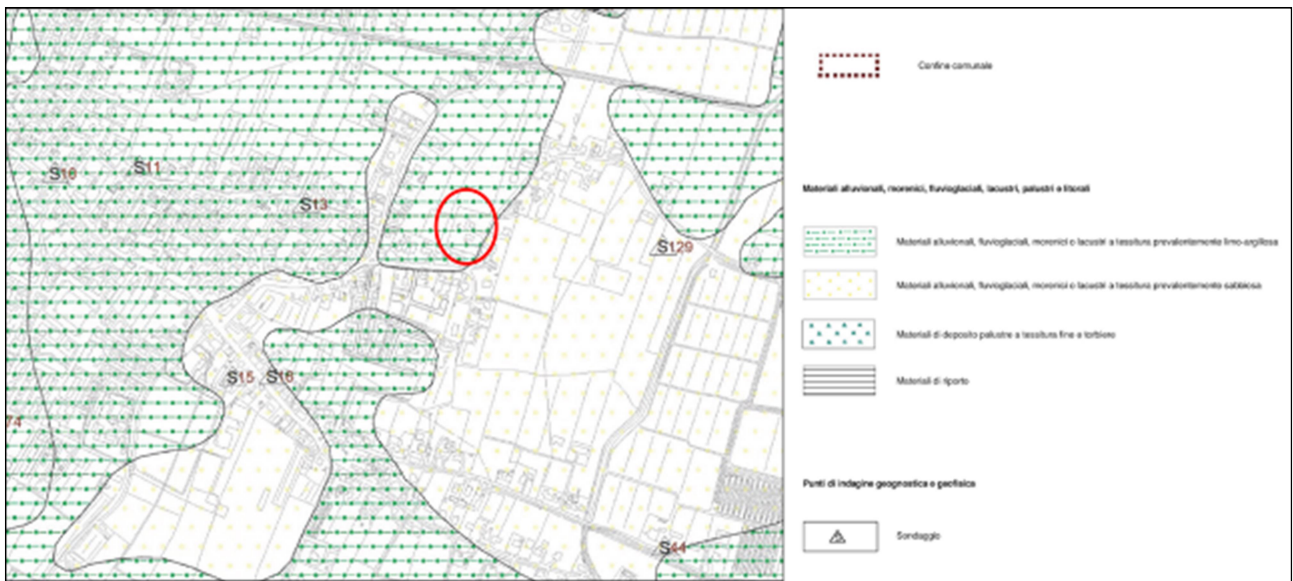 Confine comunale
Materiali alluvionali, morenici, fluvioglaciali, lacustri, palustri e litorali
S16 S11
S13
S129
Materiali alluvionali, fluvioglaciali, morenici o lacustri a tessitura prevalentemente limo-argillosa
Materiali alluvionali, fluvioglaciali, morenici o lacustri a tessitura prevalentemente sabbiosa
Materiali di deposito palustre a tessitura fine e torbiere
S15 S16
Materiali di riporto
74
Punti di indagine geognostica e geofisica
Sondaggio
S44